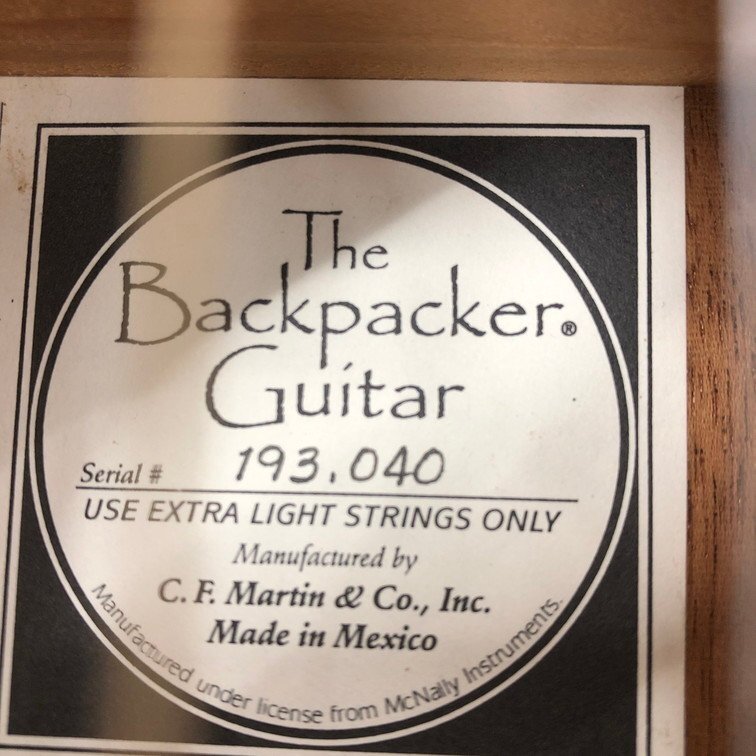 The
Backpacker®
Guitar
Serial # 193,040
USE EXTRA LIGHT STRINGS ONLY
Manufactured by
C. F. Martin & Co., Inc.
Made in Mexico
Manufactured under license from McNally Instruments.